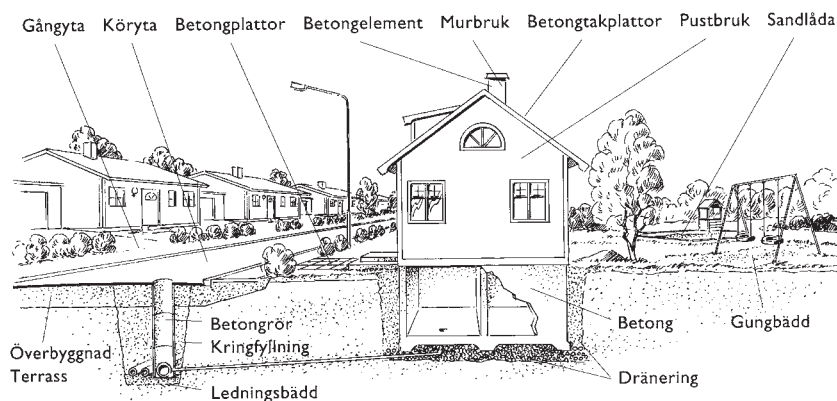 Gångyta Köryta Betongplattor Betongelement Murbruk Betongtakplattor Pustbruk Sandlåda
Betongrör
Kringfyllning
Betong
Gungbädd
Överbyggnad
Terrass
Ledningsbädd
Dränering